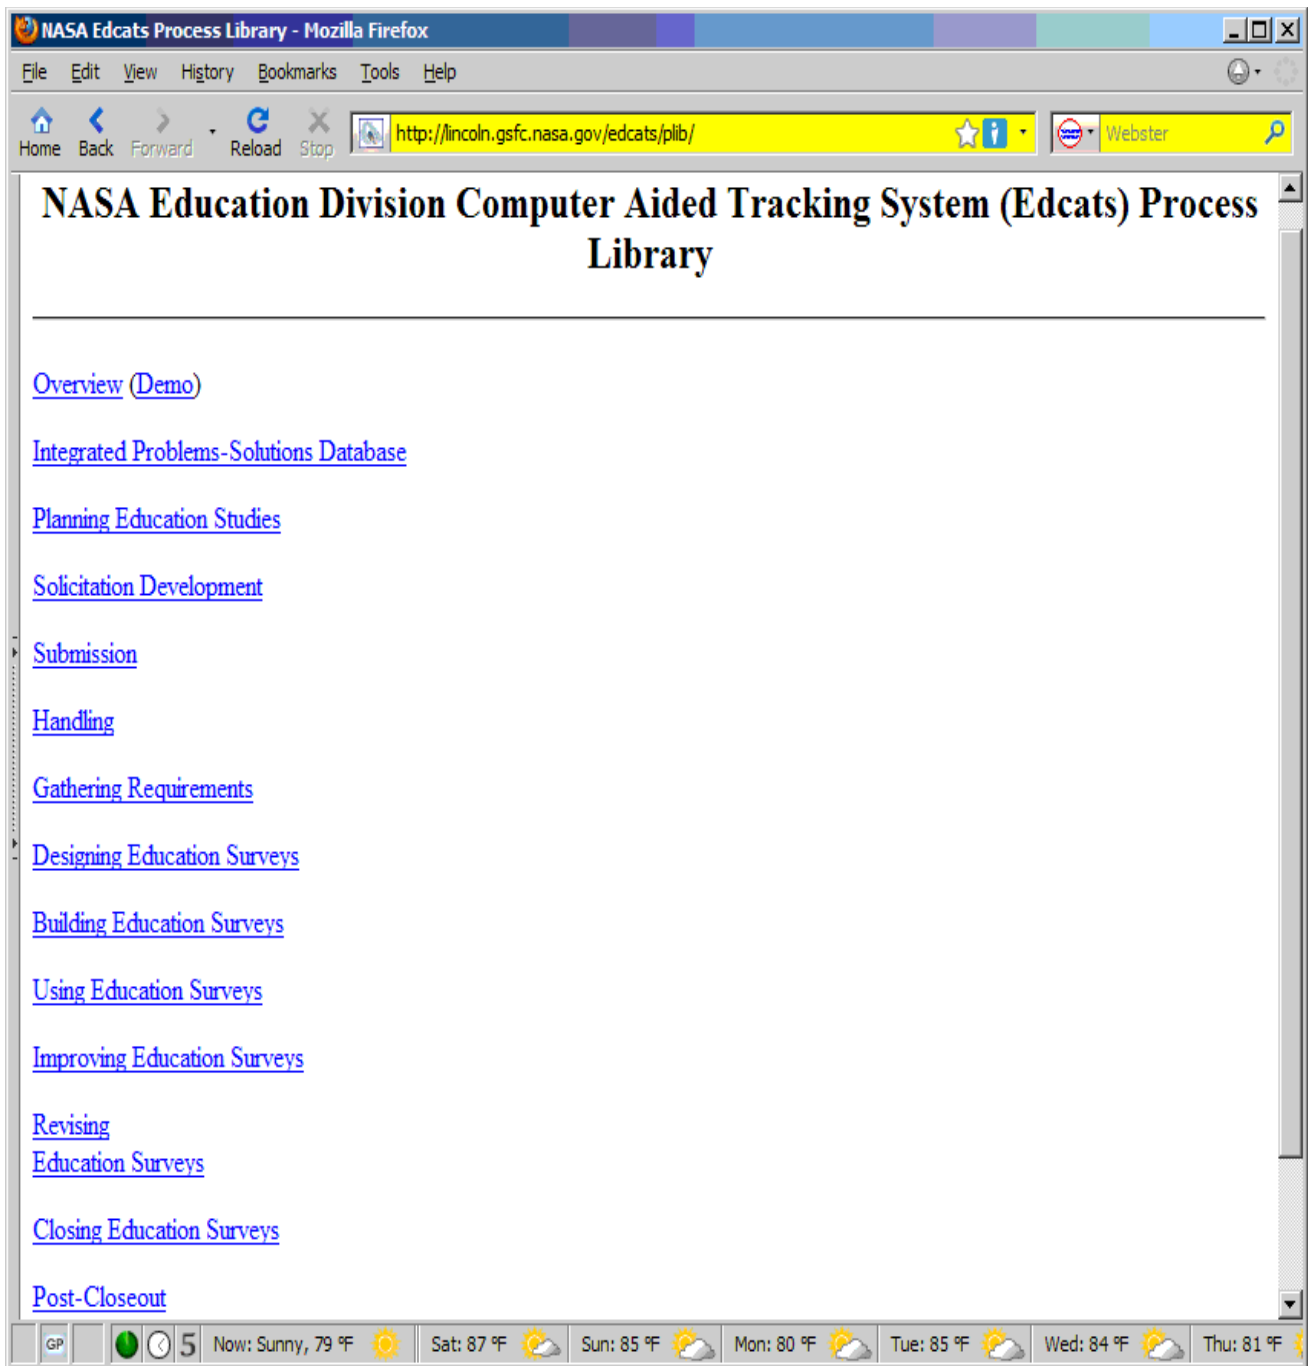 NASA Edcats Process Library - Mozilla Firefox
File Edit View History Bookmarks Tools Help
Home Back Forward Reload Stop http://lincoln.gsfc.nasa.gov/edcats/plib/ Webster
NASA Education Division Computer Aided Tracking System (Edcats) Process
Library
Overview (Demo)
Integrated Problems-Solutions Database
Planning Education Studies
Solicitation Development
Submission
Handling
Gathering Requirements
Designing Education Surveys
Building Education Surveys
Using Education Surveys
Improving Education Surveys
Revising
Education Surveys
Closing Education Surveys
Post-Closeout
GP 5 Now: Sunny, 79 °F Sat: 87 °F Sun: 85 °F Mon: 80 °F Tue: 85 °F Wed: 84 °F Thu: 81 °F